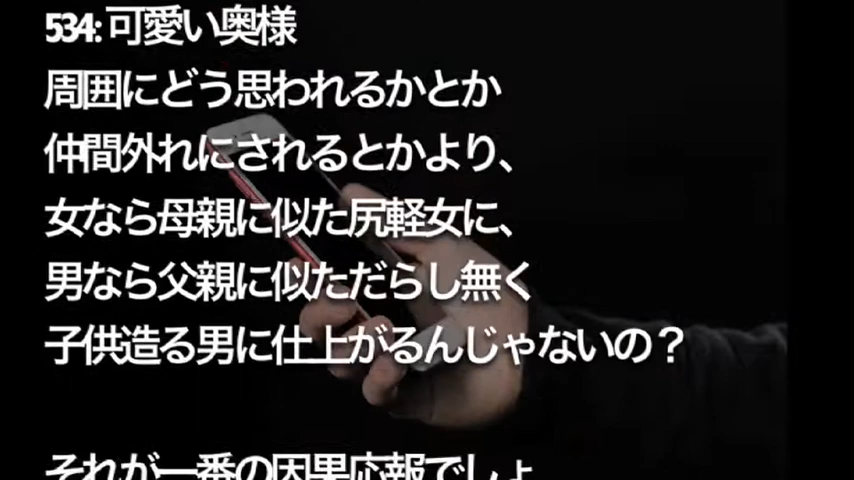 534: 可愛い奥様
周囲にどう思われるかとか
仲間外れにされるとかより、
女なら母親に似た尻軽女に、
男なら父親に似ただらし無く
子供造る男に仕上がるんじゃないの？
それが一番の因果応報でしょ